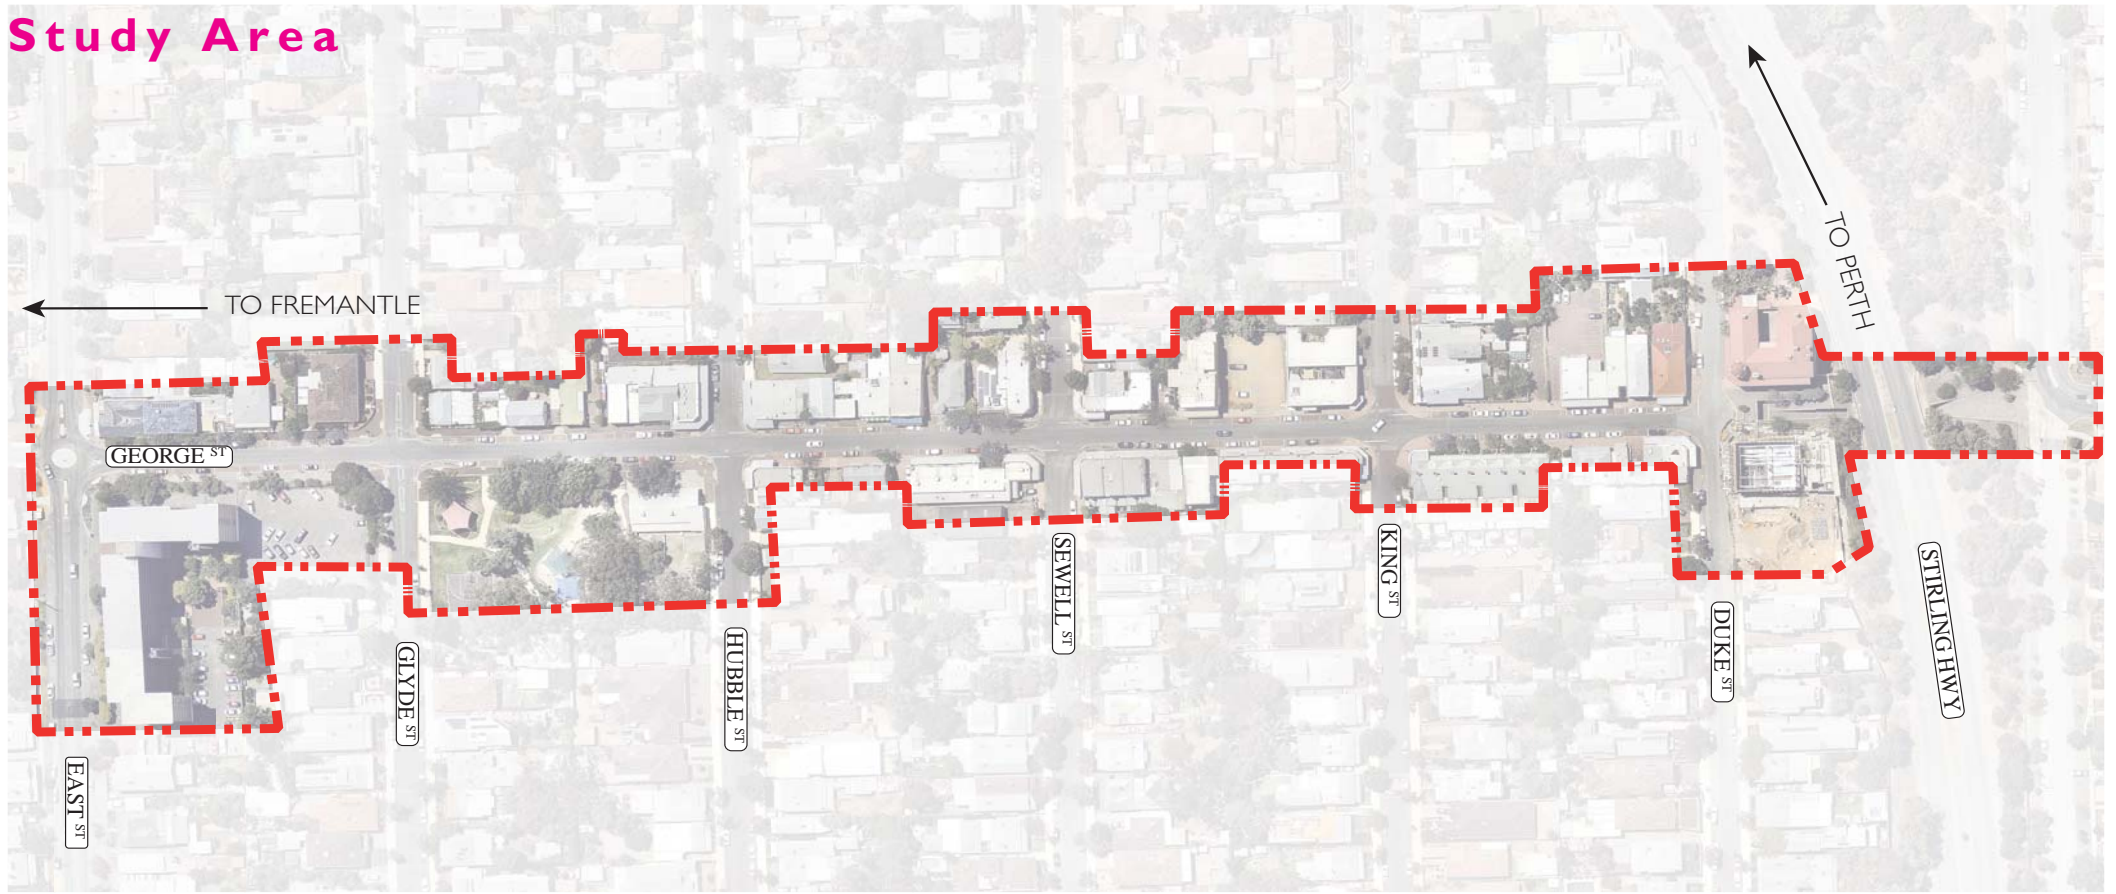 Study Area
TO PERTH
TO FREMANTLE
GEORGE ST
SEWELL ST
KING ST
STIRLING HWY
DUKE ST
HUBBLE ST
GLYDE ST
EAST ST